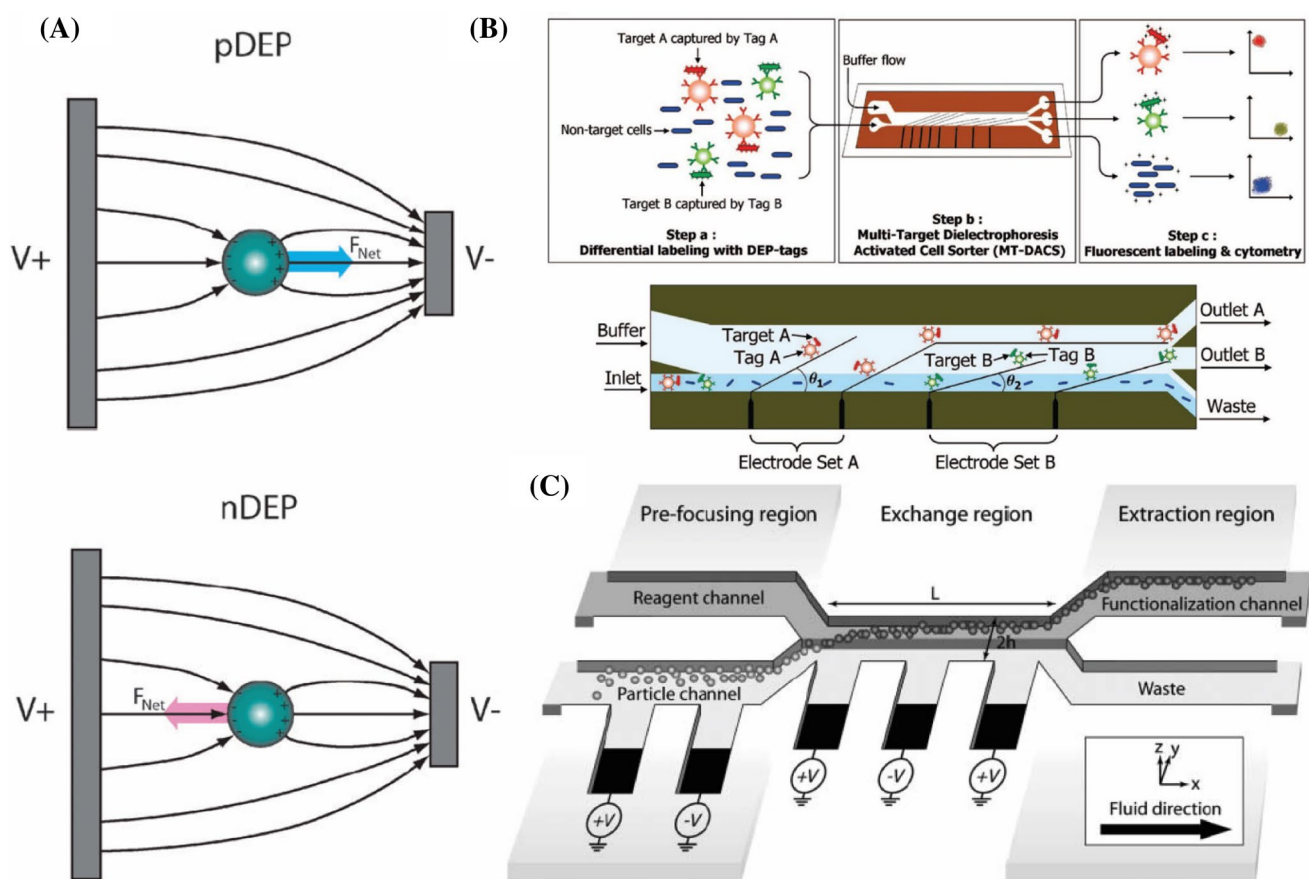 (A)
pDEP
V+
F_Net
V-
nDEP
V+
F_Net
V-
(B)
Target A captured by Tag A
Non-target cells
Target B captured by Tag B
Step a :
Differential labeling with DEP-tags
Buffer flow
Step b :
Multi-Target Dielectrophoresis
Activated Cell Sorter (MT-DACS)
Step c :
Fluorescent labeling & cytometry
Buffer
Inlet
Target A
Tag A
θ1
Target B
Tag B
θ2
Outlet A
Outlet B
Waste
Electrode Set A
Electrode Set B
(C)
Pre-focusing region
Exchange region
Extraction region
Reagent channel
L
2h
Functionalization channel
Particle channel
Waste
+V
-V
+V
-V
+V
z
y
x
Fluid direction